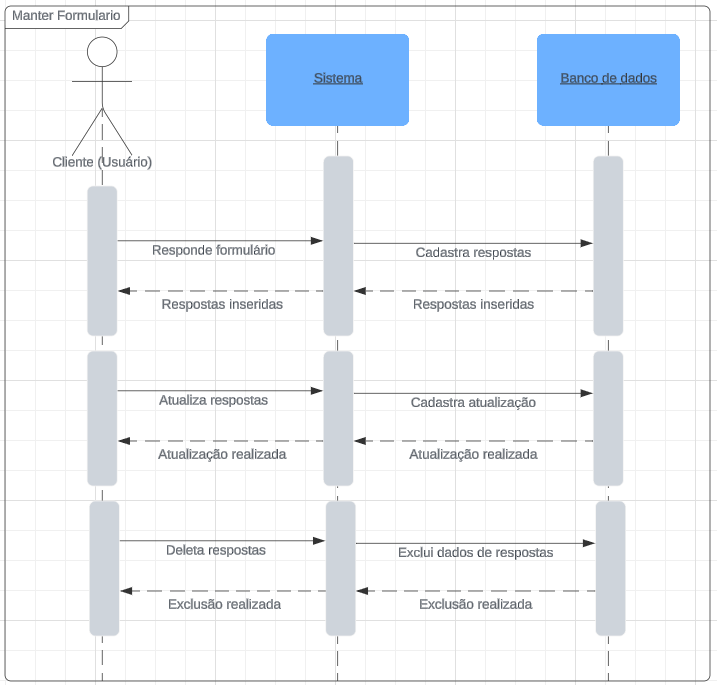 Manter Formulario
Sistema
Banco de dados
Cliente (Usuário)
Responde formulário
Cadastra respostas
Respostas inseridas
Respostas inseridas
Atualiza respostas
Cadastra atualização
Atualização realizada
Atualização realizada
Deleta respostas
Exclui dados de respostas
Exclusão realizada
Exclusão realizada